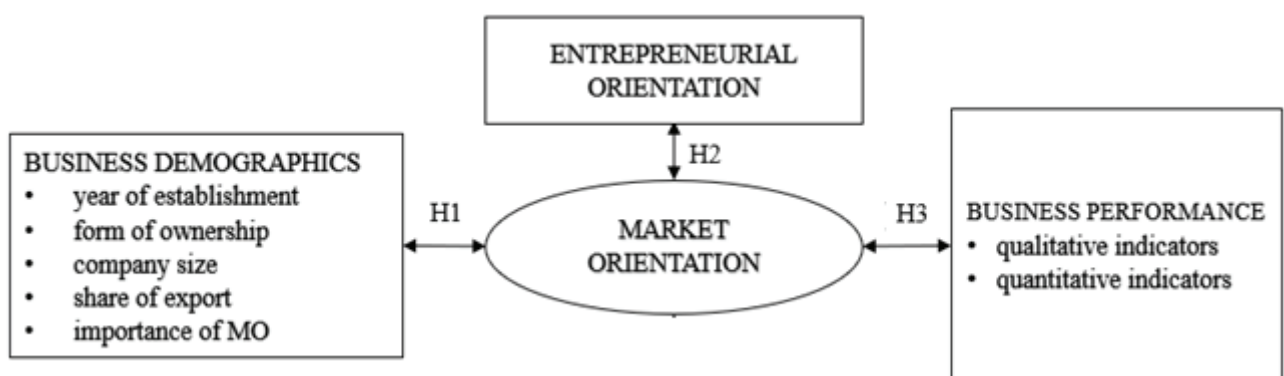 ENTREPRENEURIAL
ORIENTATION
H2
BUSINESS DEMOGRAPHICS
• year of establishment
• form of ownership
• company size
• share of export
• importance of MO
H1
MARKET
ORIENTATION
H3
BUSINESS PERFORMANCE
• qualitative indicators
• quantitative indicators